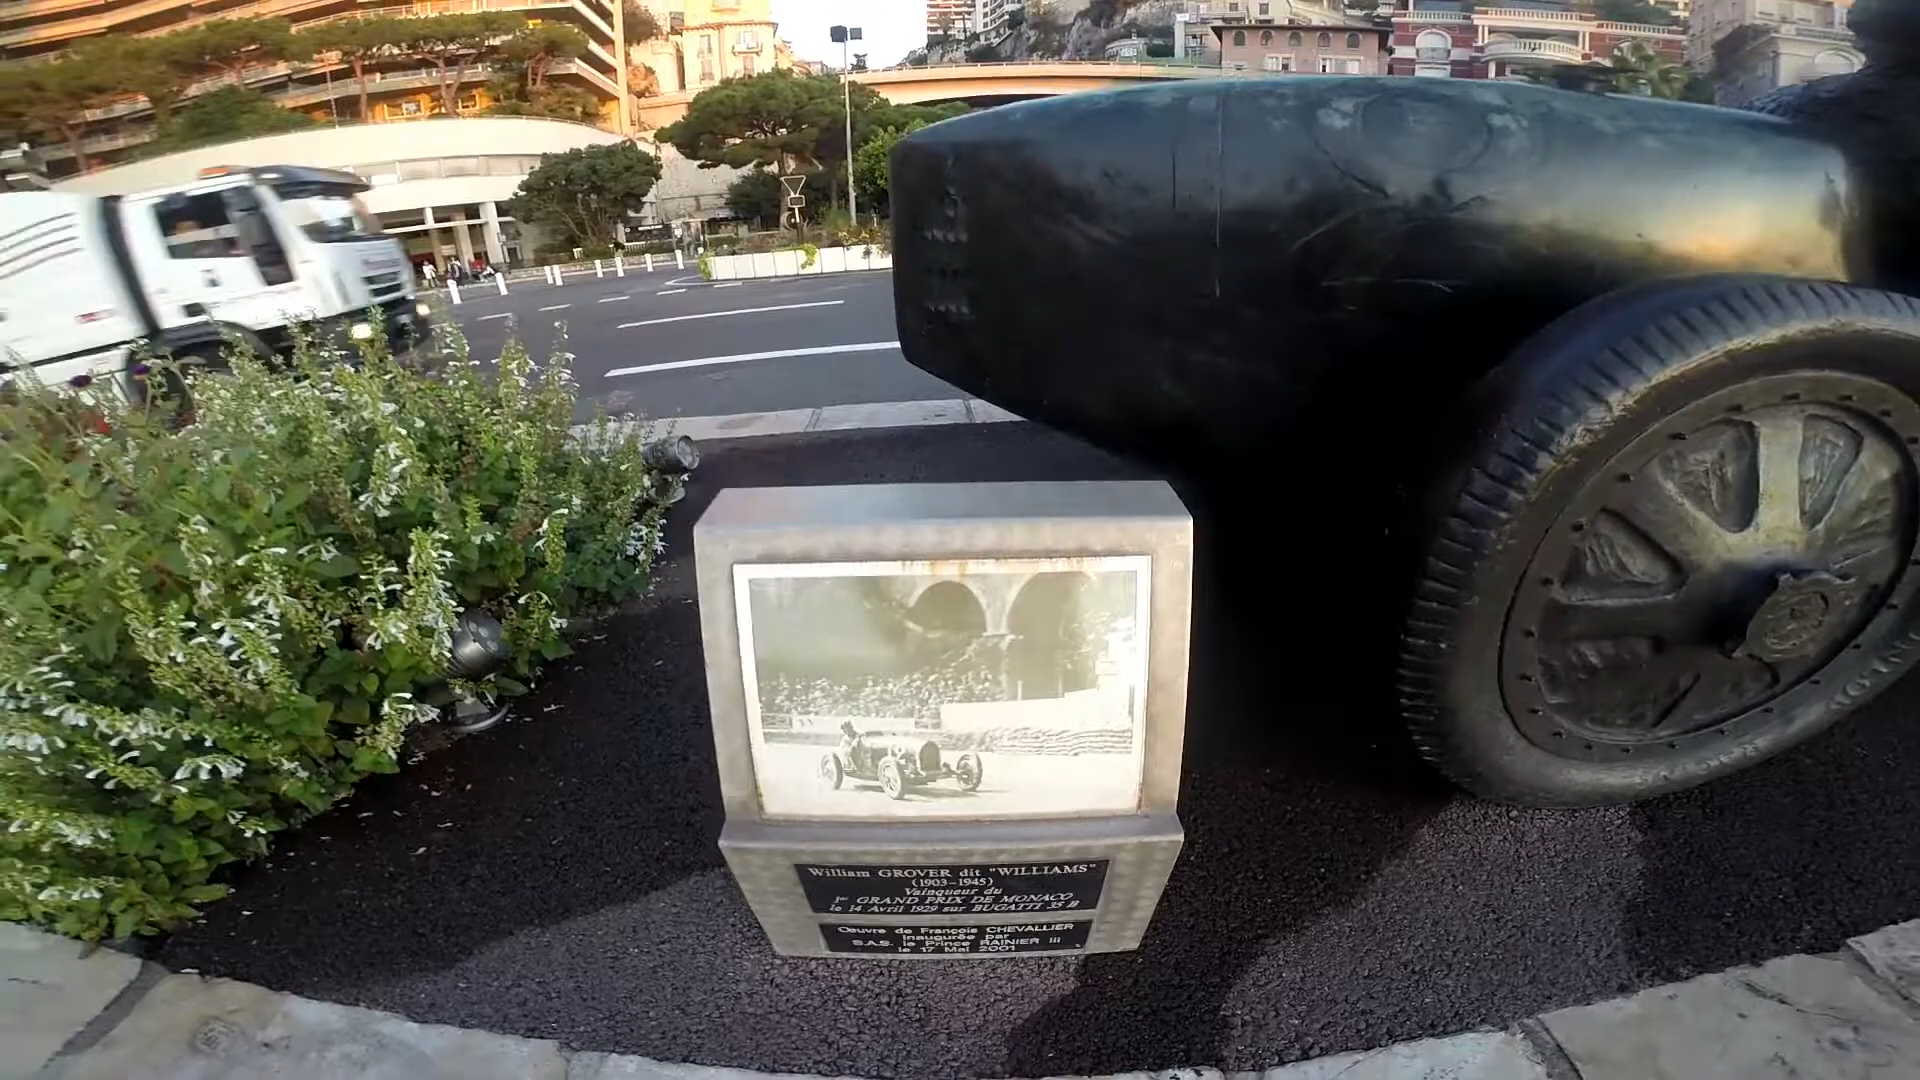 William GROVER dit "WILLIAMS"
(1903-1945)
Vainqueur du
1er GRAND PRIX DE MONACO
le 14 Avril 1929 sur BUGATTI 35 B
Œuvre de François CHEVALLIER
inaugurée par
S.A.S. le Prince RAINIER III
le 17 Mai 2001